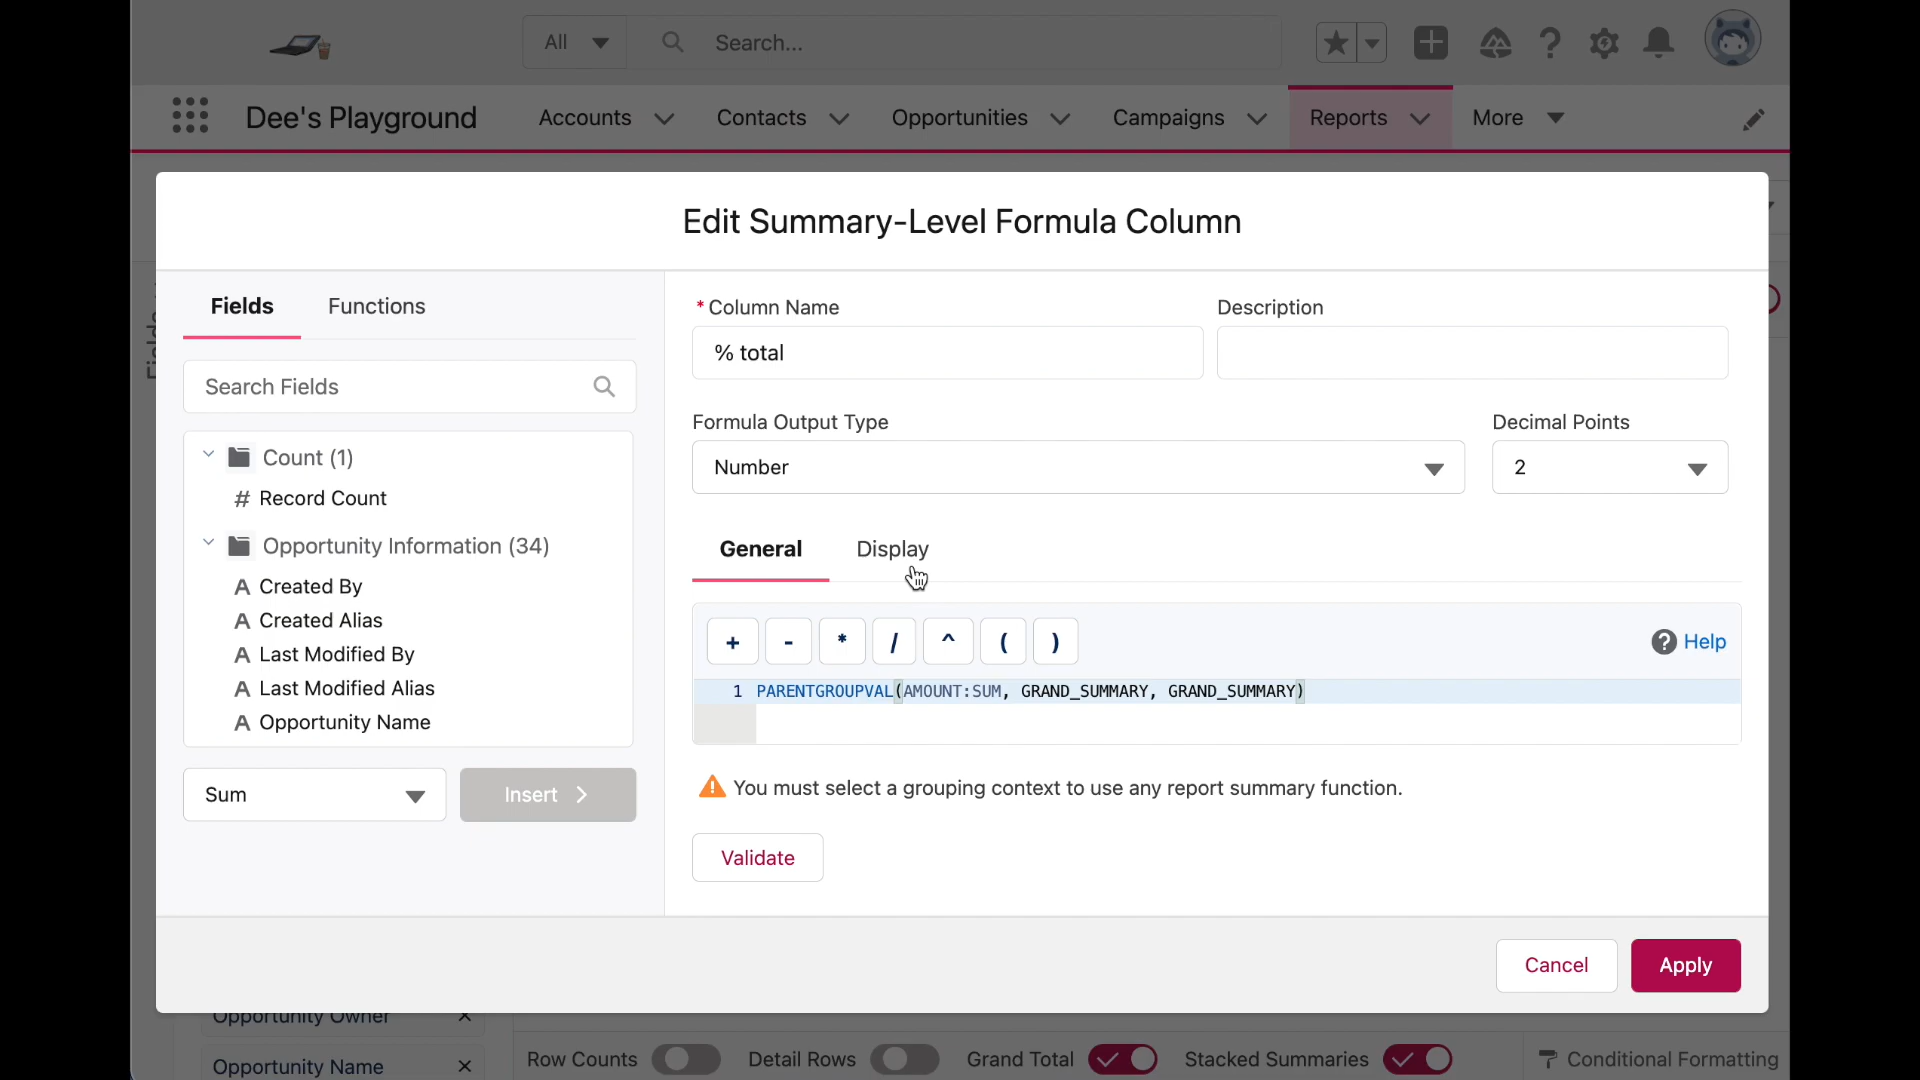 All
Search...
Dee's Playground
Accounts
Contacts
Opportunities
Campaigns
Reports
More
Edit Summary-Level Formula Column
Fields
Functions
Search Fields
Count (1)
# Record Count
Opportunity Information (34)
A Created By
A Created Alias
A Last Modified By
A Last Modified Alias
A Opportunity Name
Sum
Insert
* Column Name
Description
% total
Formula Output Type
Decimal Points
Number
2
General
Display
+ - * / ^ ( )
Help
1 PARENTGROUPVAL(AMOUNT:SUM, GRAND_SUMMARY, GRAND_SUMMARY)
You must select a grouping context to use any report summary function.
Validate
Cancel
Apply
Fields
Opportunity Owner
Opportunity Name
Row Counts
Detail Rows
Grand Total
Stacked Summaries
Conditional Formatting